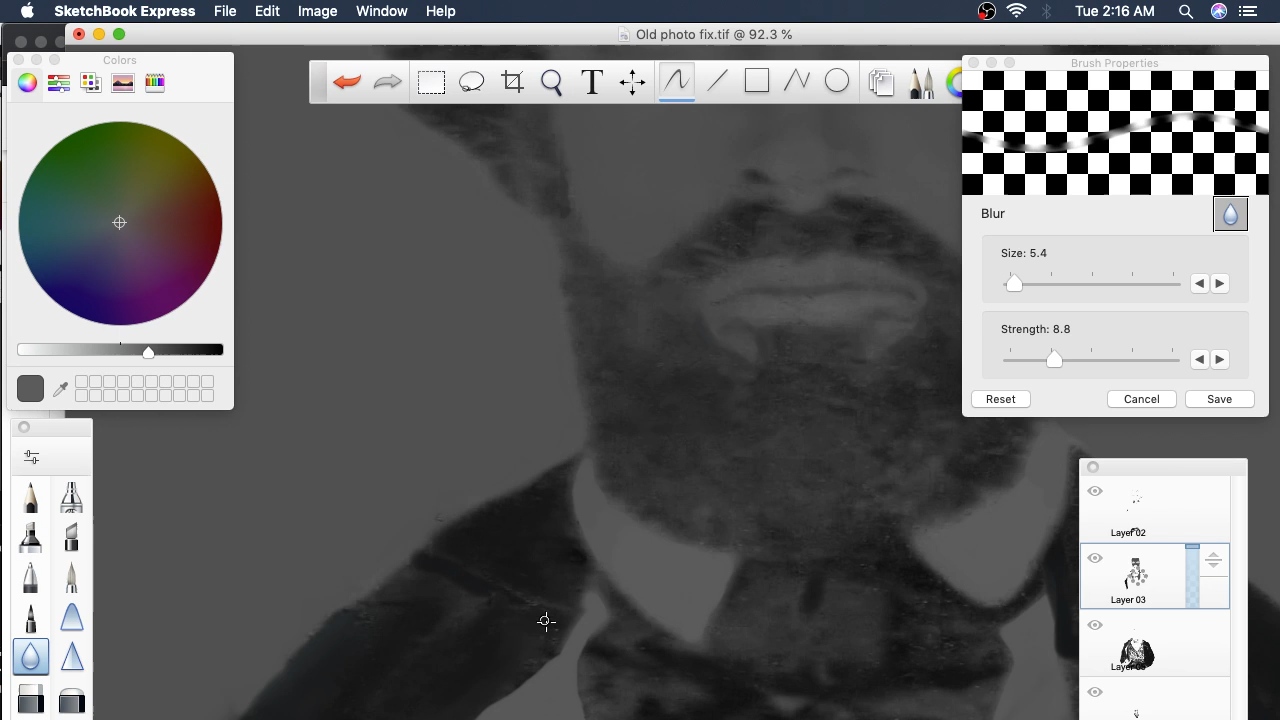 SketchBook Express File Edit Image Window Help Tue 2:16 AM
Old photo fix.tif @ 92.3 %
Colors
T
Brush Properties
Blur
Size: 5.4
Strength: 8.8
Reset Cancel Save
Layer 02
Layer 03